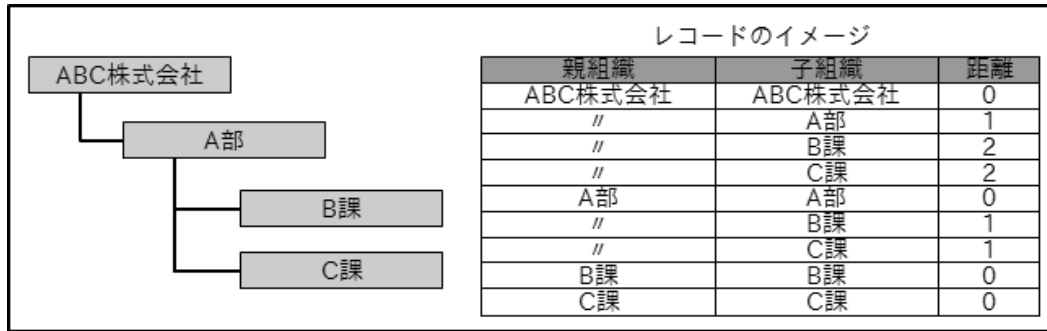 ABC株式会社
A部
B課
C課
レコードのイメージ
親組織 子組織 距離
ABC株式会社 ABC株式会社 0
〃 A部 1
〃 B課 2
〃 C課 2
A部 A部 0
〃 B課 1
〃 C課 1
B課 B課 0
C課 C課 0